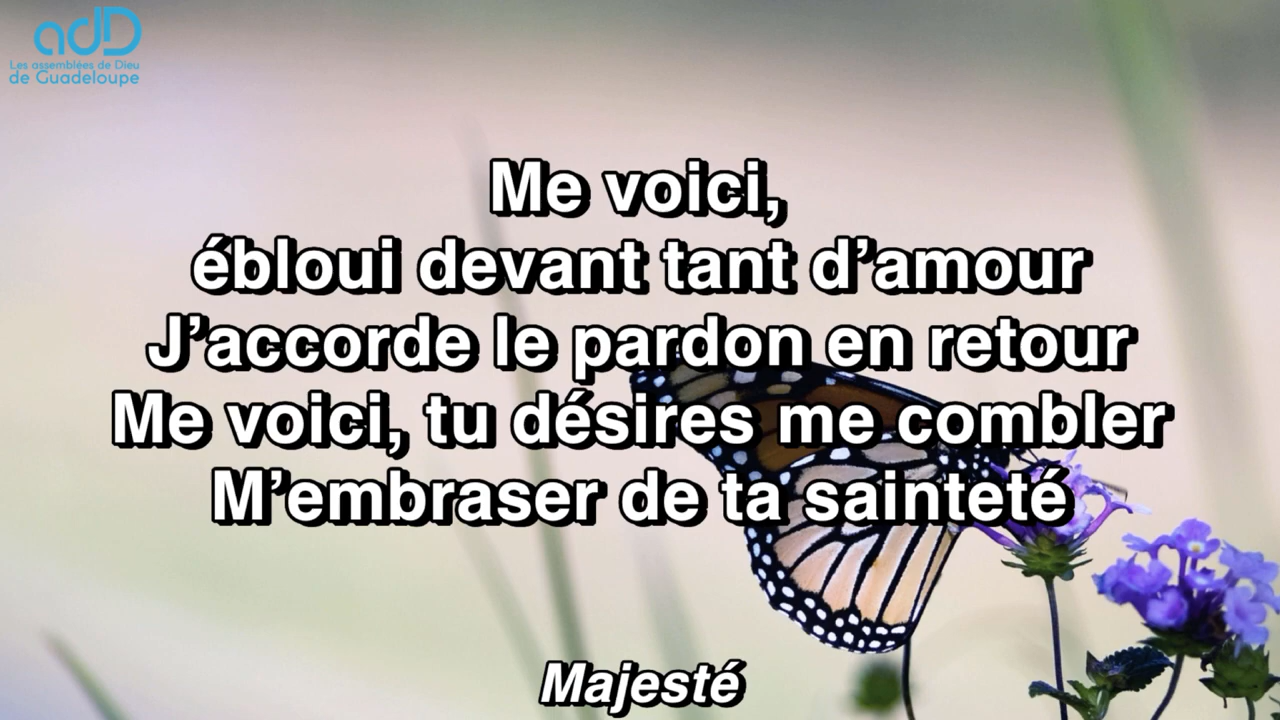 adD
Les assemblées de Dieu
de Guadeloupe
Me voici,
ébloui devant tant d’amour
J’accorde le pardon en retour
Me voici, tu désires me combler
M’embraser de ta sainteté
Majesté